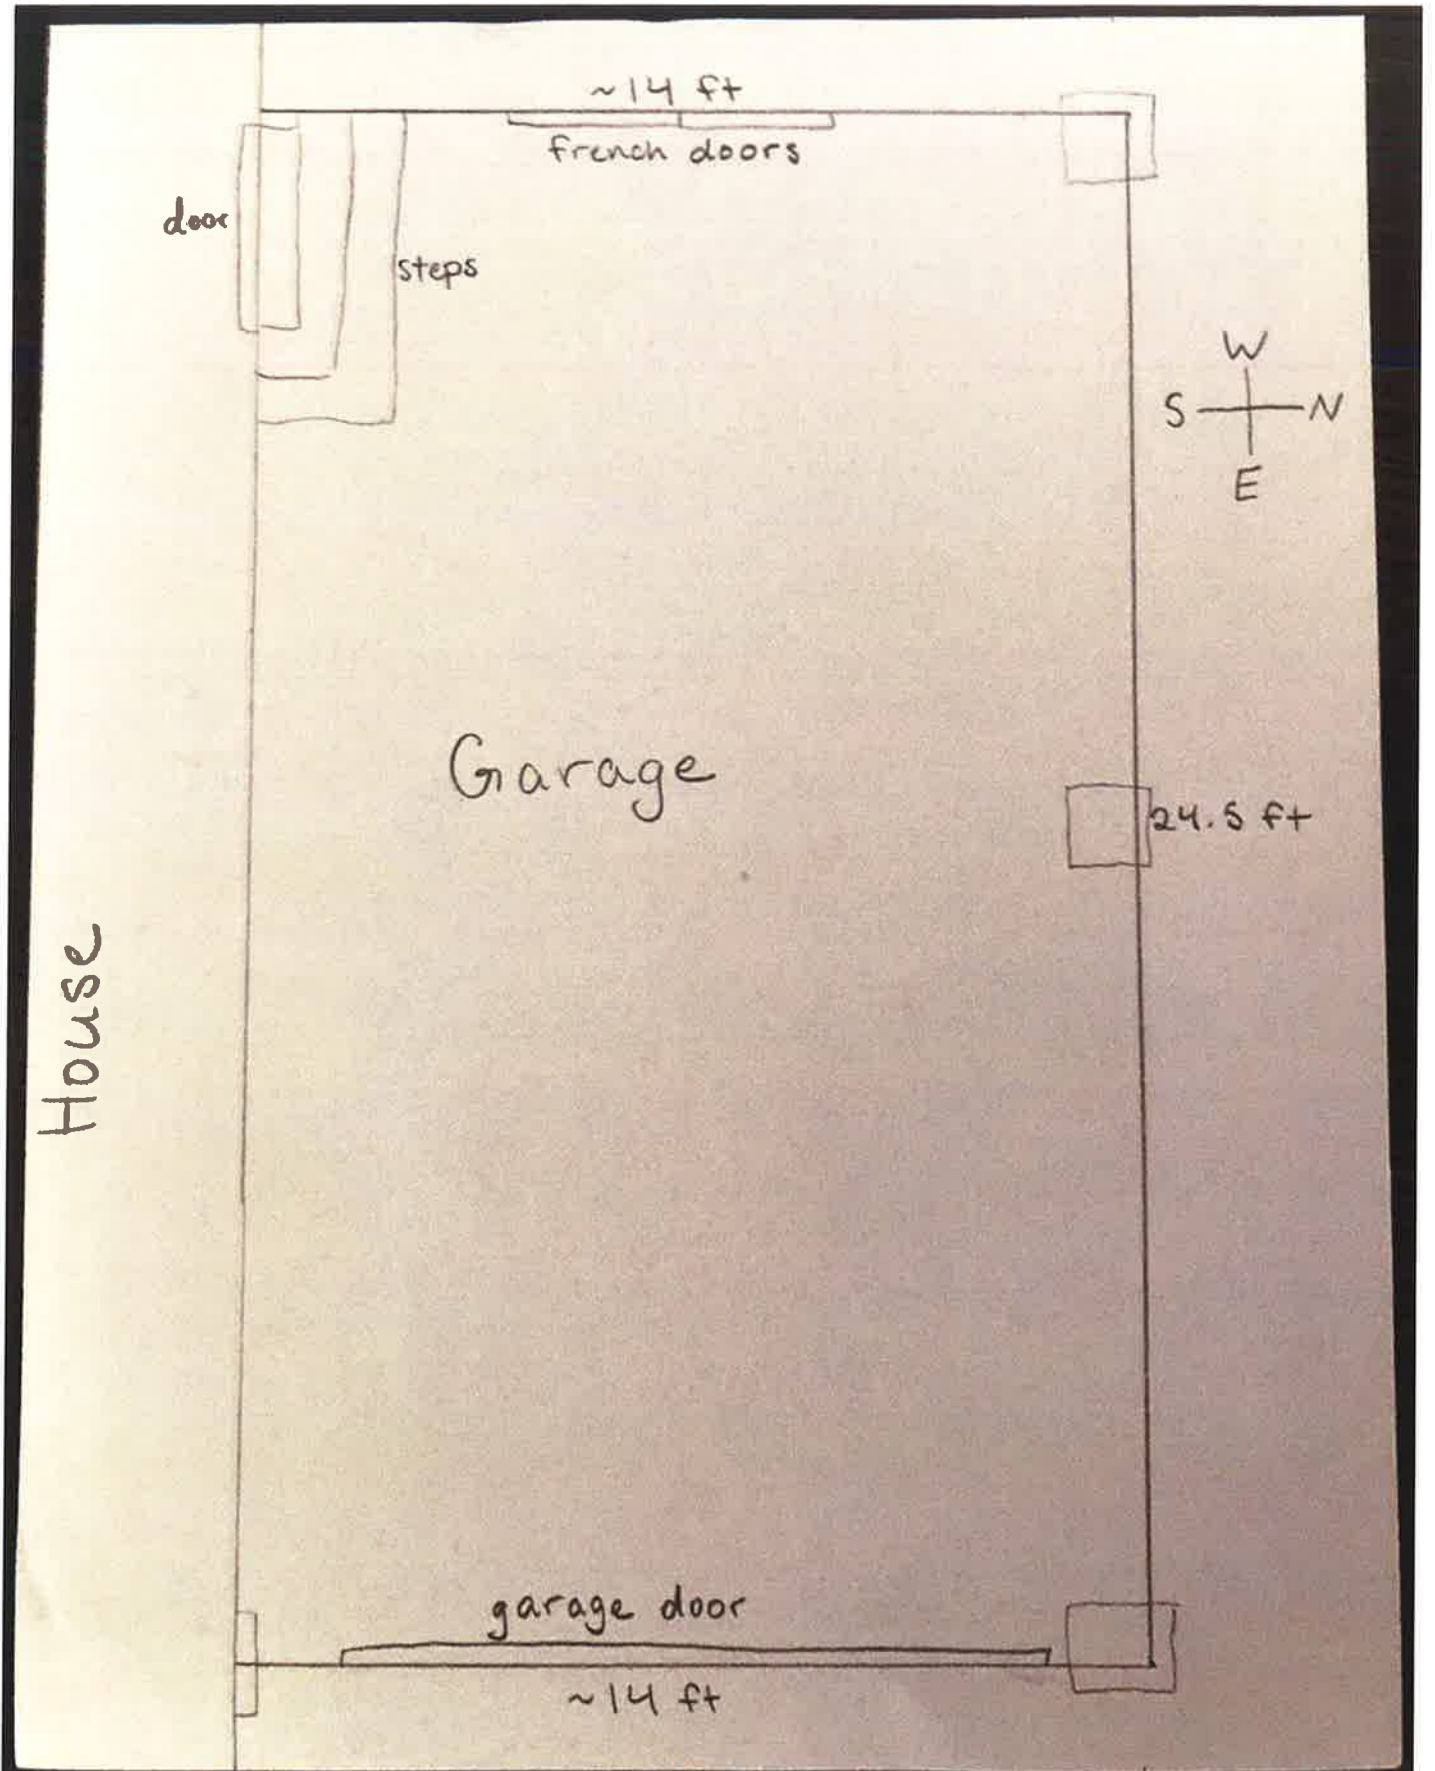 ~14 ft
french doors
door
steps
W
S N
E
Garage
24.5 ft
House
garage door
~14 ft